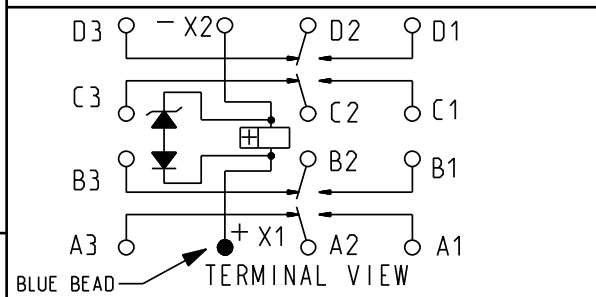 D3 − X2 D2 D1
C3 C2 C1
+
B3 B2 B1
A3 + X1 A2 A1
BLUE BEAD TERMINAL VIEW